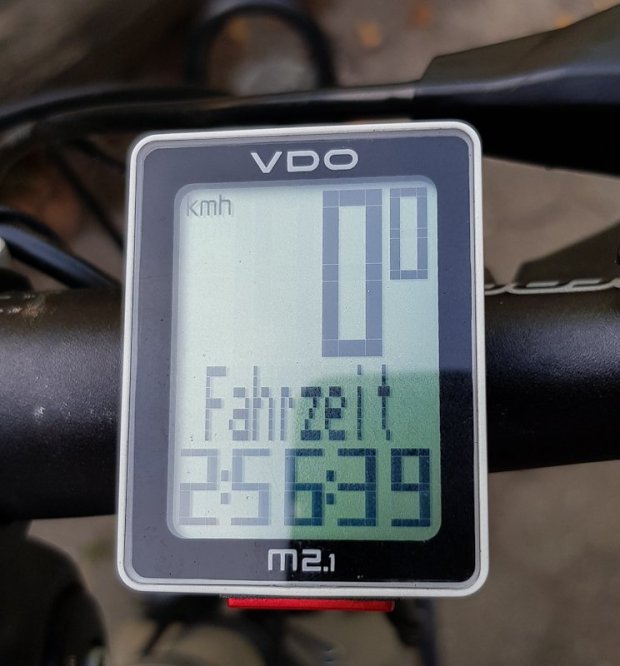 VDO
kmh 0⁰
Fahrzeit
2:56:39
m2.1